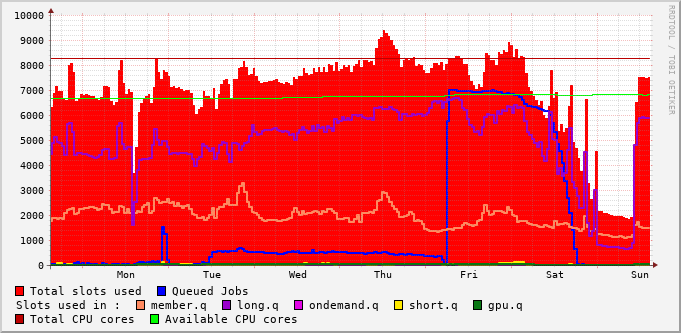 RRDTOOL / TOBI OETIKER
10000
9000
8000
7000
6000
5000
4000
3000
2000
1000
0
Mon Tue Wed Thu Fri Sat Sun
Total slots used Queued Jobs
Slots used in : member.q long.q ondemand.q short.q gpu.q
Total CPU cores Available CPU cores